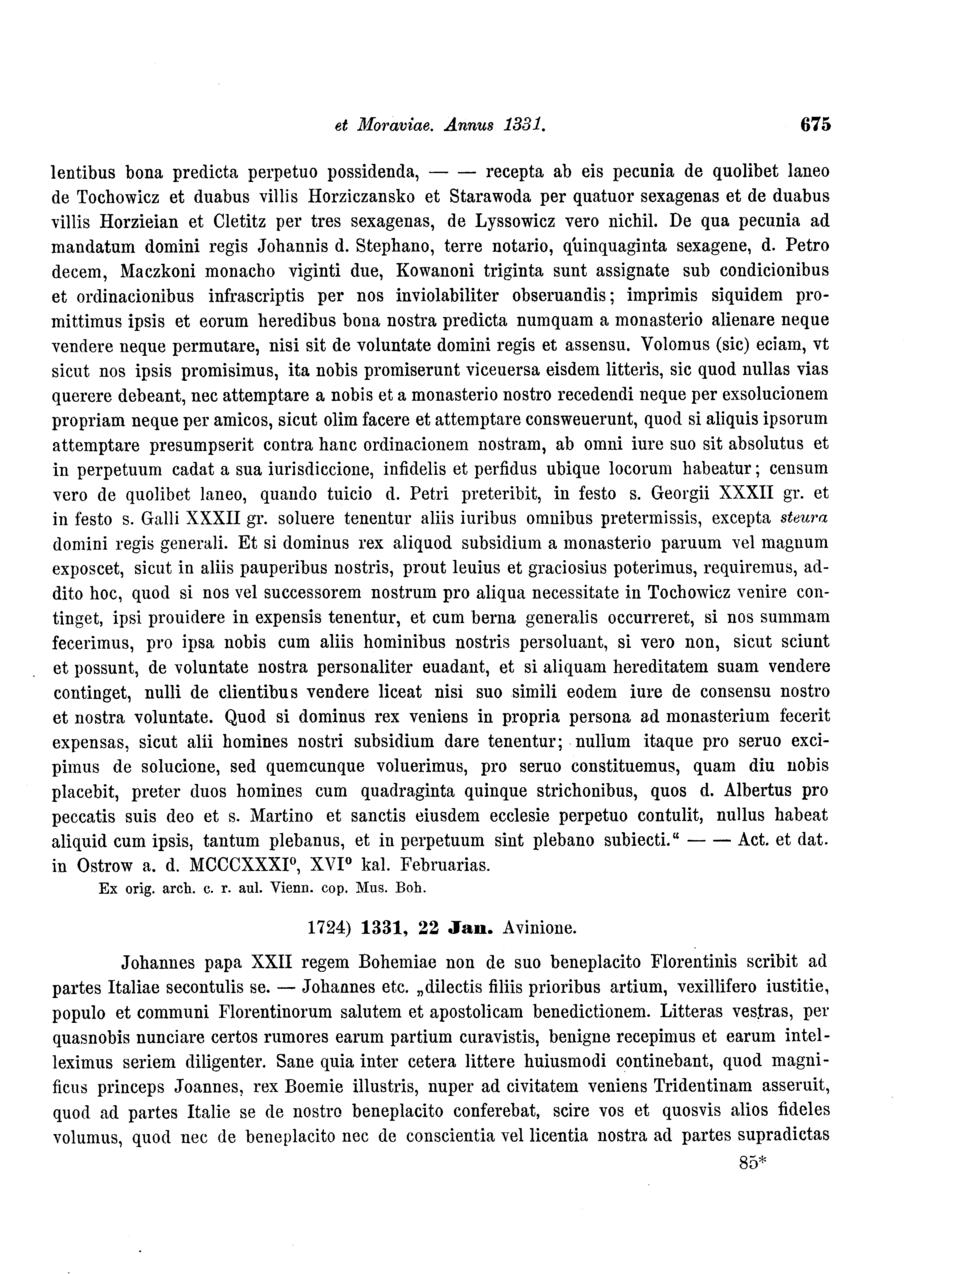 et Moraviae. Annus 1331. 675
lentibus bona predicta perpetuo possidenda, — — recepta ab eis pecunia de quolibet laneo
de Tochowicz et duabus villis Horziczansko et Starawoda per quatuor sexagenas et de duabus
villis Horzieian et Cletitz per tres sexagenas, de Lyssowicz vero nichil. De qua pecunia ad
mandatum domini regis Johannis d. Stephano, terre notario, quinquaginta sexagene, d. Petro
decem, Maczkoni monacho viginti due, Kowanoni triginta sunt assignate sub condicionibus
et ordinacionibus infrascriptis per nos inviolabiliter obseruandis; imprimis siquidem pro-
mittimus ipsis et eorum heredibus bona nostra predicta numquam a monasterio alienare neque
vendere neque permutare, nisi sit de voluntate domini regis et assensu. Volomus (sic) eciam, vt
sicut nos ipsis promisimus, ita nobis promiserunt viceuersa eisdem litteris, sic quod nullas vias
querere debeant, nec attemptare a nobis et a monasterio nostro recedendi neque per exsolucionem
propriam neque per amicos, sicut olim facere et attemptare consweuerunt, quod si aliquis ipsorum
attemptare presumpserit contra hanc ordinacionem nostram, ab omni iure suo sit absolutus et
in perpetuum cadat a sua iurisdiccione, infidelis et perfidus ubique locorum habeatur; censum
vero de quolibet laneo, quando tuicio d. Petri preteribit, in festo s. Georgii XXXII gr. et
in festo s. Galli XXXII gr. soluere tenentur aliis iuribus omnibus pretermissis, excepta steura
domini regis generali. Et si dominus rex aliquod subsidium a monasterio paruum vel magnum
exposcet, sicut in aliis pauperibus nostris, prout leuius et graciosius poterimus, requiremus, ad-
dito hoc, quod si nos vel successorem nostrum pro aliqua necessitate in Tochowicz venire con-
tinget, ipsi prouidere in expensis tenentur, et cum berna generalis occurreret, si nos summam
fecerimus, pro ipsa nobis cum aliis hominibus nostris persoluant, si vero non, sicut sciunt
et possunt, de voluntate nostra personaliter euadant, et si aliquam hereditatem suam vendere
continget, nulli de clientibus vendere liceat nisi suo simili eodem iure de consensu nostro
et nostra voluntate. Quod si dominus rex veniens in propria persona ad monasterium fecerit
expensas, sicut alii homines nostri subsidium dare tenentur; nullum itaque pro seruo exci-
pimus de solucione, sed quemcunque voluerimus, pro seruo constituemus, quam diu nobis
placebit, preter duos homines cum quadraginta quinque strichonibus, quos d. Albertus pro
peccatis suis deo et s. Martino et sanctis eiusdem ecclesie perpetuo contulit, nullus habeat
aliquid cum ipsis, tantum plebanus, et in perpetuum sint plebano subiecti.“ — — Act. et dat.
in Ostrow a. d. MCCCXXXI⁰, XVI⁰ kal. Februarias.
Ex orig. arch. c. r. aul. Vienn. cop. Mus. Boh.
1724) 1331, 22 Jan. Avinione.
Johannes papa XXII regem Bohemiae non de suo beneplacito Florentinis scribit ad
partes Italiae secontulis se. — Johannes etc. „dilectis filiis prioribus artium, vexillifero iustitie,
populo et communi Florentinorum salutem et apostolicam benedictionem. Litteras vestras, per
quasnobis nunciare certos rumores earum partium curavistis, benigne recepimus et earum intel-
leximus seriem diligenter. Sane quia inter cetera littere huiusmodi continebant, quod magni-
ficus princeps Joannes, rex Boemie illustris, nuper ad civitatem veniens Tridentinam asseruit,
quod ad partes Italie se de nostro beneplacito conferebat, scire vos et quosvis alios fideles
volumus, quod nec de beneplacito nec de conscientia vel licentia nostra ad partes supradictas
85*